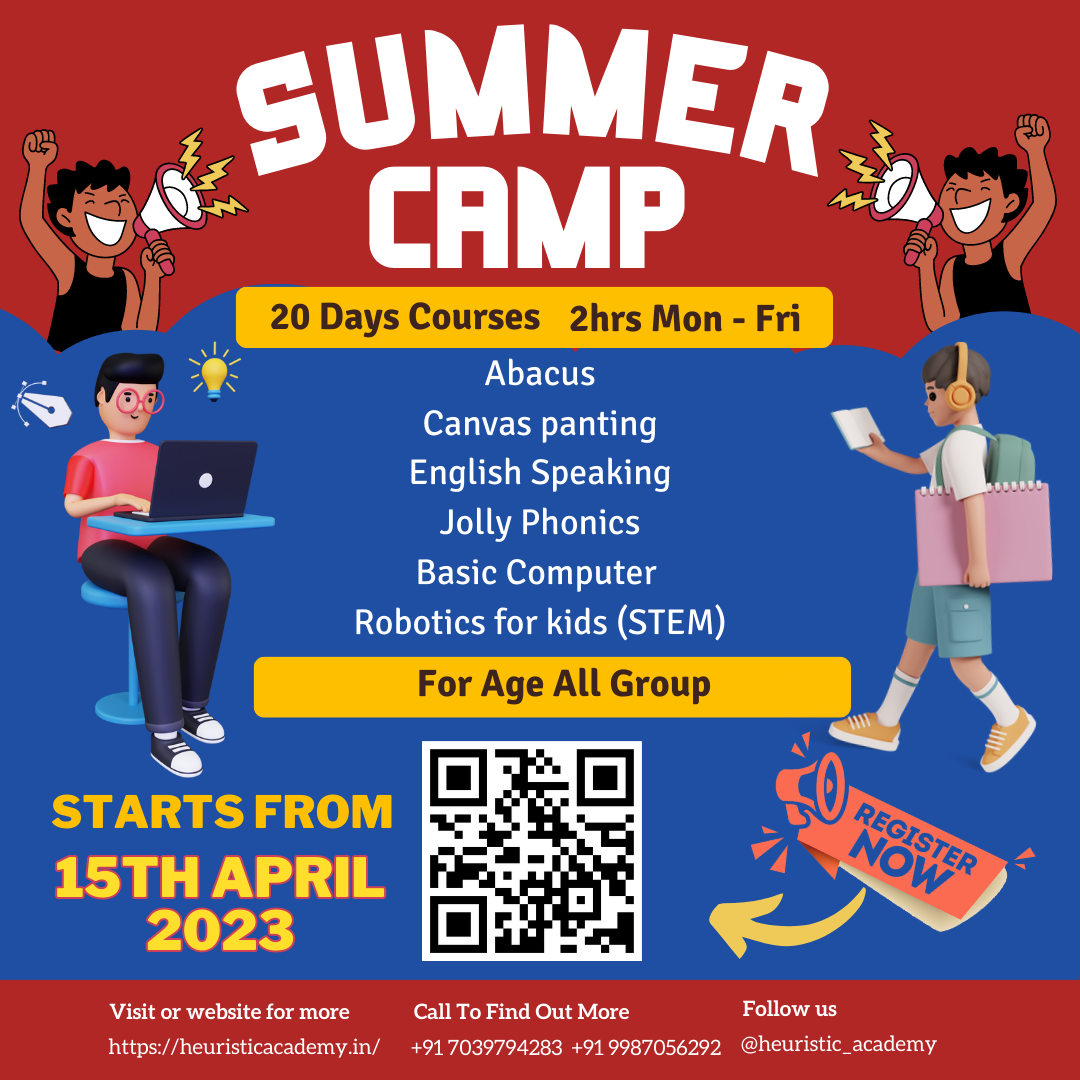 SUMMER
CAMP
20 Days Courses 2hrs Mon - Fri
Abacus
Canvas panting
English Speaking
Jolly Phonics
Basic Computer
Robotics for kids (STEM)
For Age All Group
STARTS FROM
15TH APRIL
2023
REGISTER
NOW
Visit or website for more
https://heuristicacademy.in/
Call To Find Out More
+91 7039794283 +91 9987056292
Follow us
@heuristic_academy